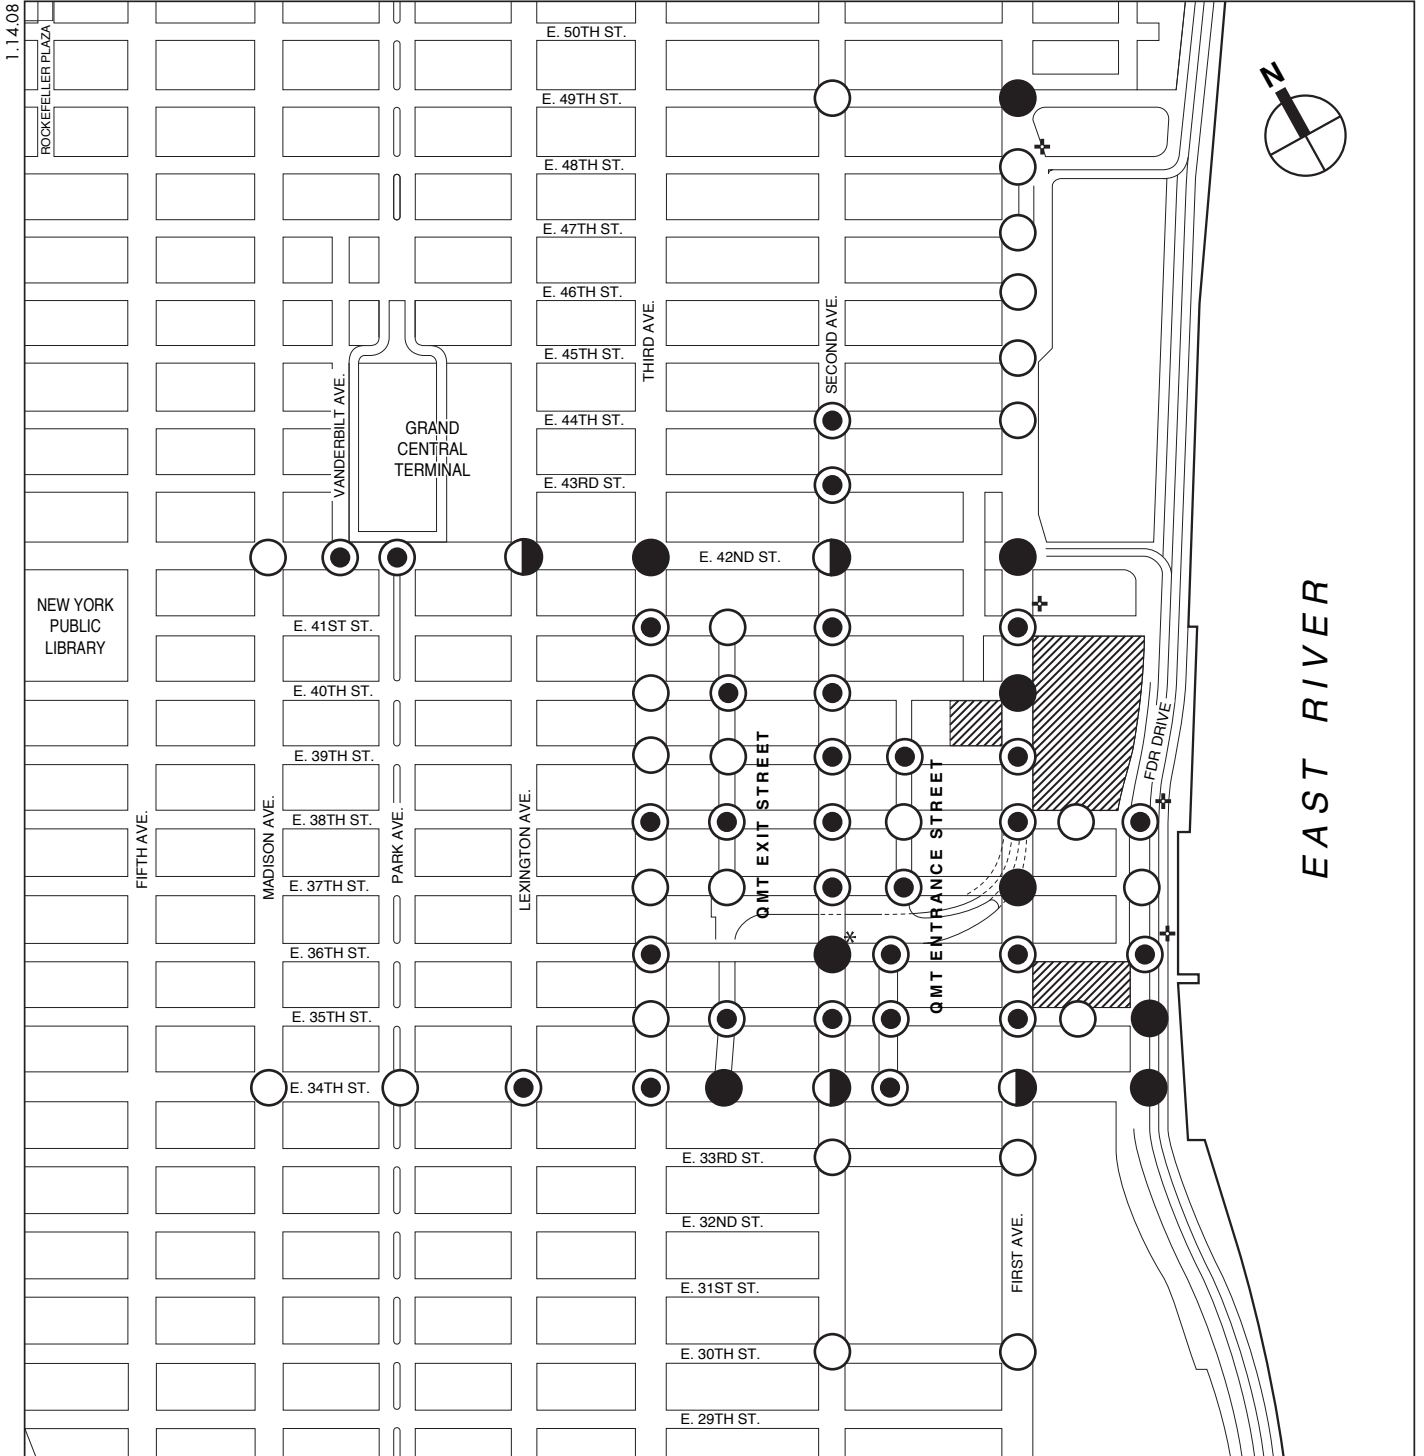 1.14.08
ROCKEFELLER PLAZA
E. 50TH ST.
N
E. 49TH ST.
E. 48TH ST.
E. 47TH ST.
E. 46TH ST.
THIRD AVE.
SECOND AVE.
E. 45TH ST.
VANDERBILT AVE.
GRAND
CENTRAL
TERMINAL
E. 44TH ST.
E. 43RD ST.
E. 42ND ST.
NEW YORK
PUBLIC
LIBRARY
E. 41ST ST.
EAST RIVER
E. 40TH ST.
FDR DRIVE
E. 39TH ST.
QMT EXIT STREET
QMT ENTRANCE STREET
FIFTH AVE.
MADISON AVE.
E. 38TH ST.
PARK AVE.
LEXINGTON AVE.
E. 37TH ST.
*
E. 36TH ST.
E. 35TH ST.
E. 34TH ST.
E. 33RD ST.
E. 32ND ST.
FIRST AVE.
E. 31ST ST.
E. 30TH ST.
E. 29TH ST.